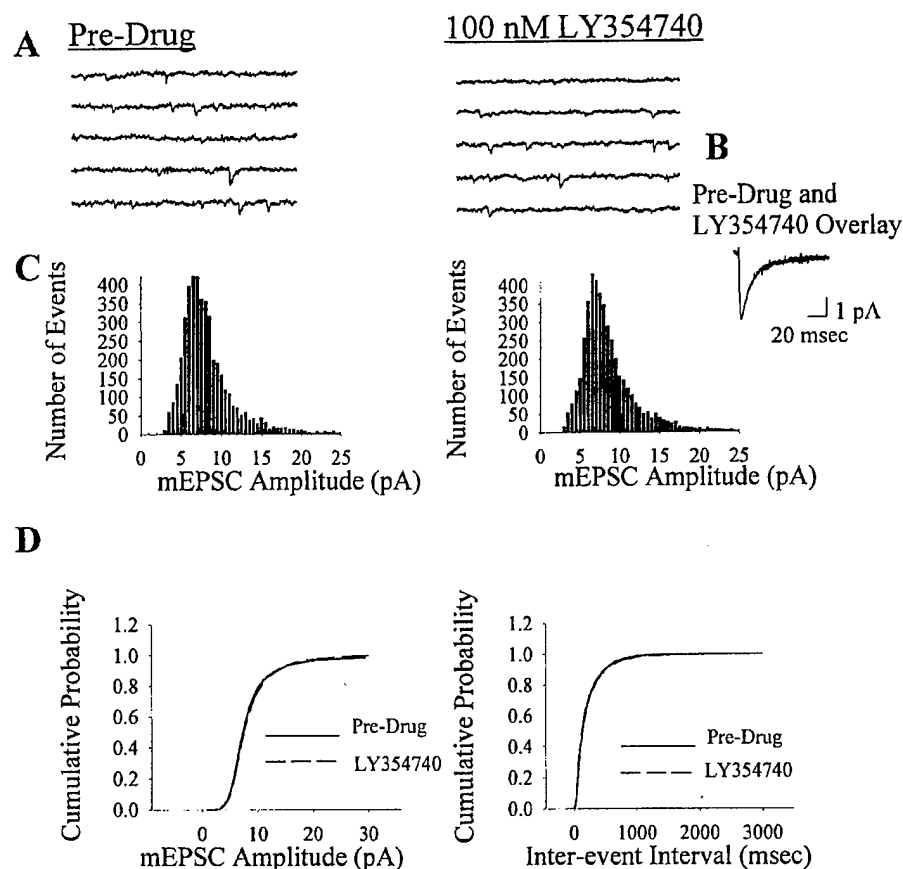 A
Pre-Drug
100 nM LY354740
B
Pre-Drug and
LY354740 Overlay
1 pA
20 msec
C
Number of Events
400
350
300
250
200
150
100
50
0
0 5 10 15 20 25
mEPSC Amplitude (pA)
Number of Events
400
350
300
250
200
150
100
50
0
0 5 10 15 20 25
mEPSC Amplitude (pA)
D
Cumulative Probability
1.2
1.0
0.8
0.6
0.4
0.2
0.0
Pre-Drug
LY354740
0 10 20 30
mEPSC Amplitude (pA)
Cumulative Probability
1.2
1.0
0.8
0.6
0.4
0.2
0.0
Pre-Drug
LY354740
0 1000 2000 3000
Inter-event Interval (msec)